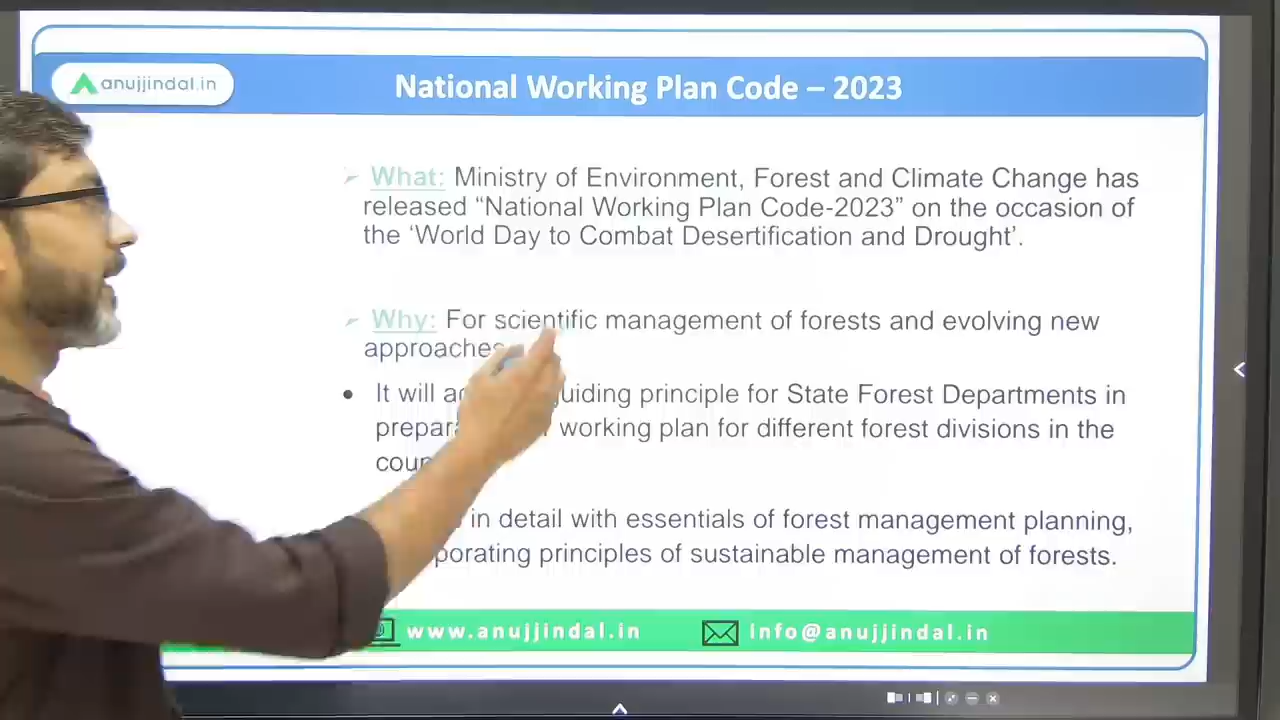 anujjindal.in
National Working Plan Code – 2023
What: Ministry of Environment, Forest and Climate Change has
released “National Working Plan Code-2023” on the occasion of
the ‘World Day to Combat Desertification and Drought’.
Why: For scientific management of forests and evolving new
approaches
It will guiding principle for State Forest Departments in
working plan for different forest divisions in the
in detail with essentials of forest management planning,
principles of sustainable management of forests.
www.anujjindal.in
info@anujjindal.in